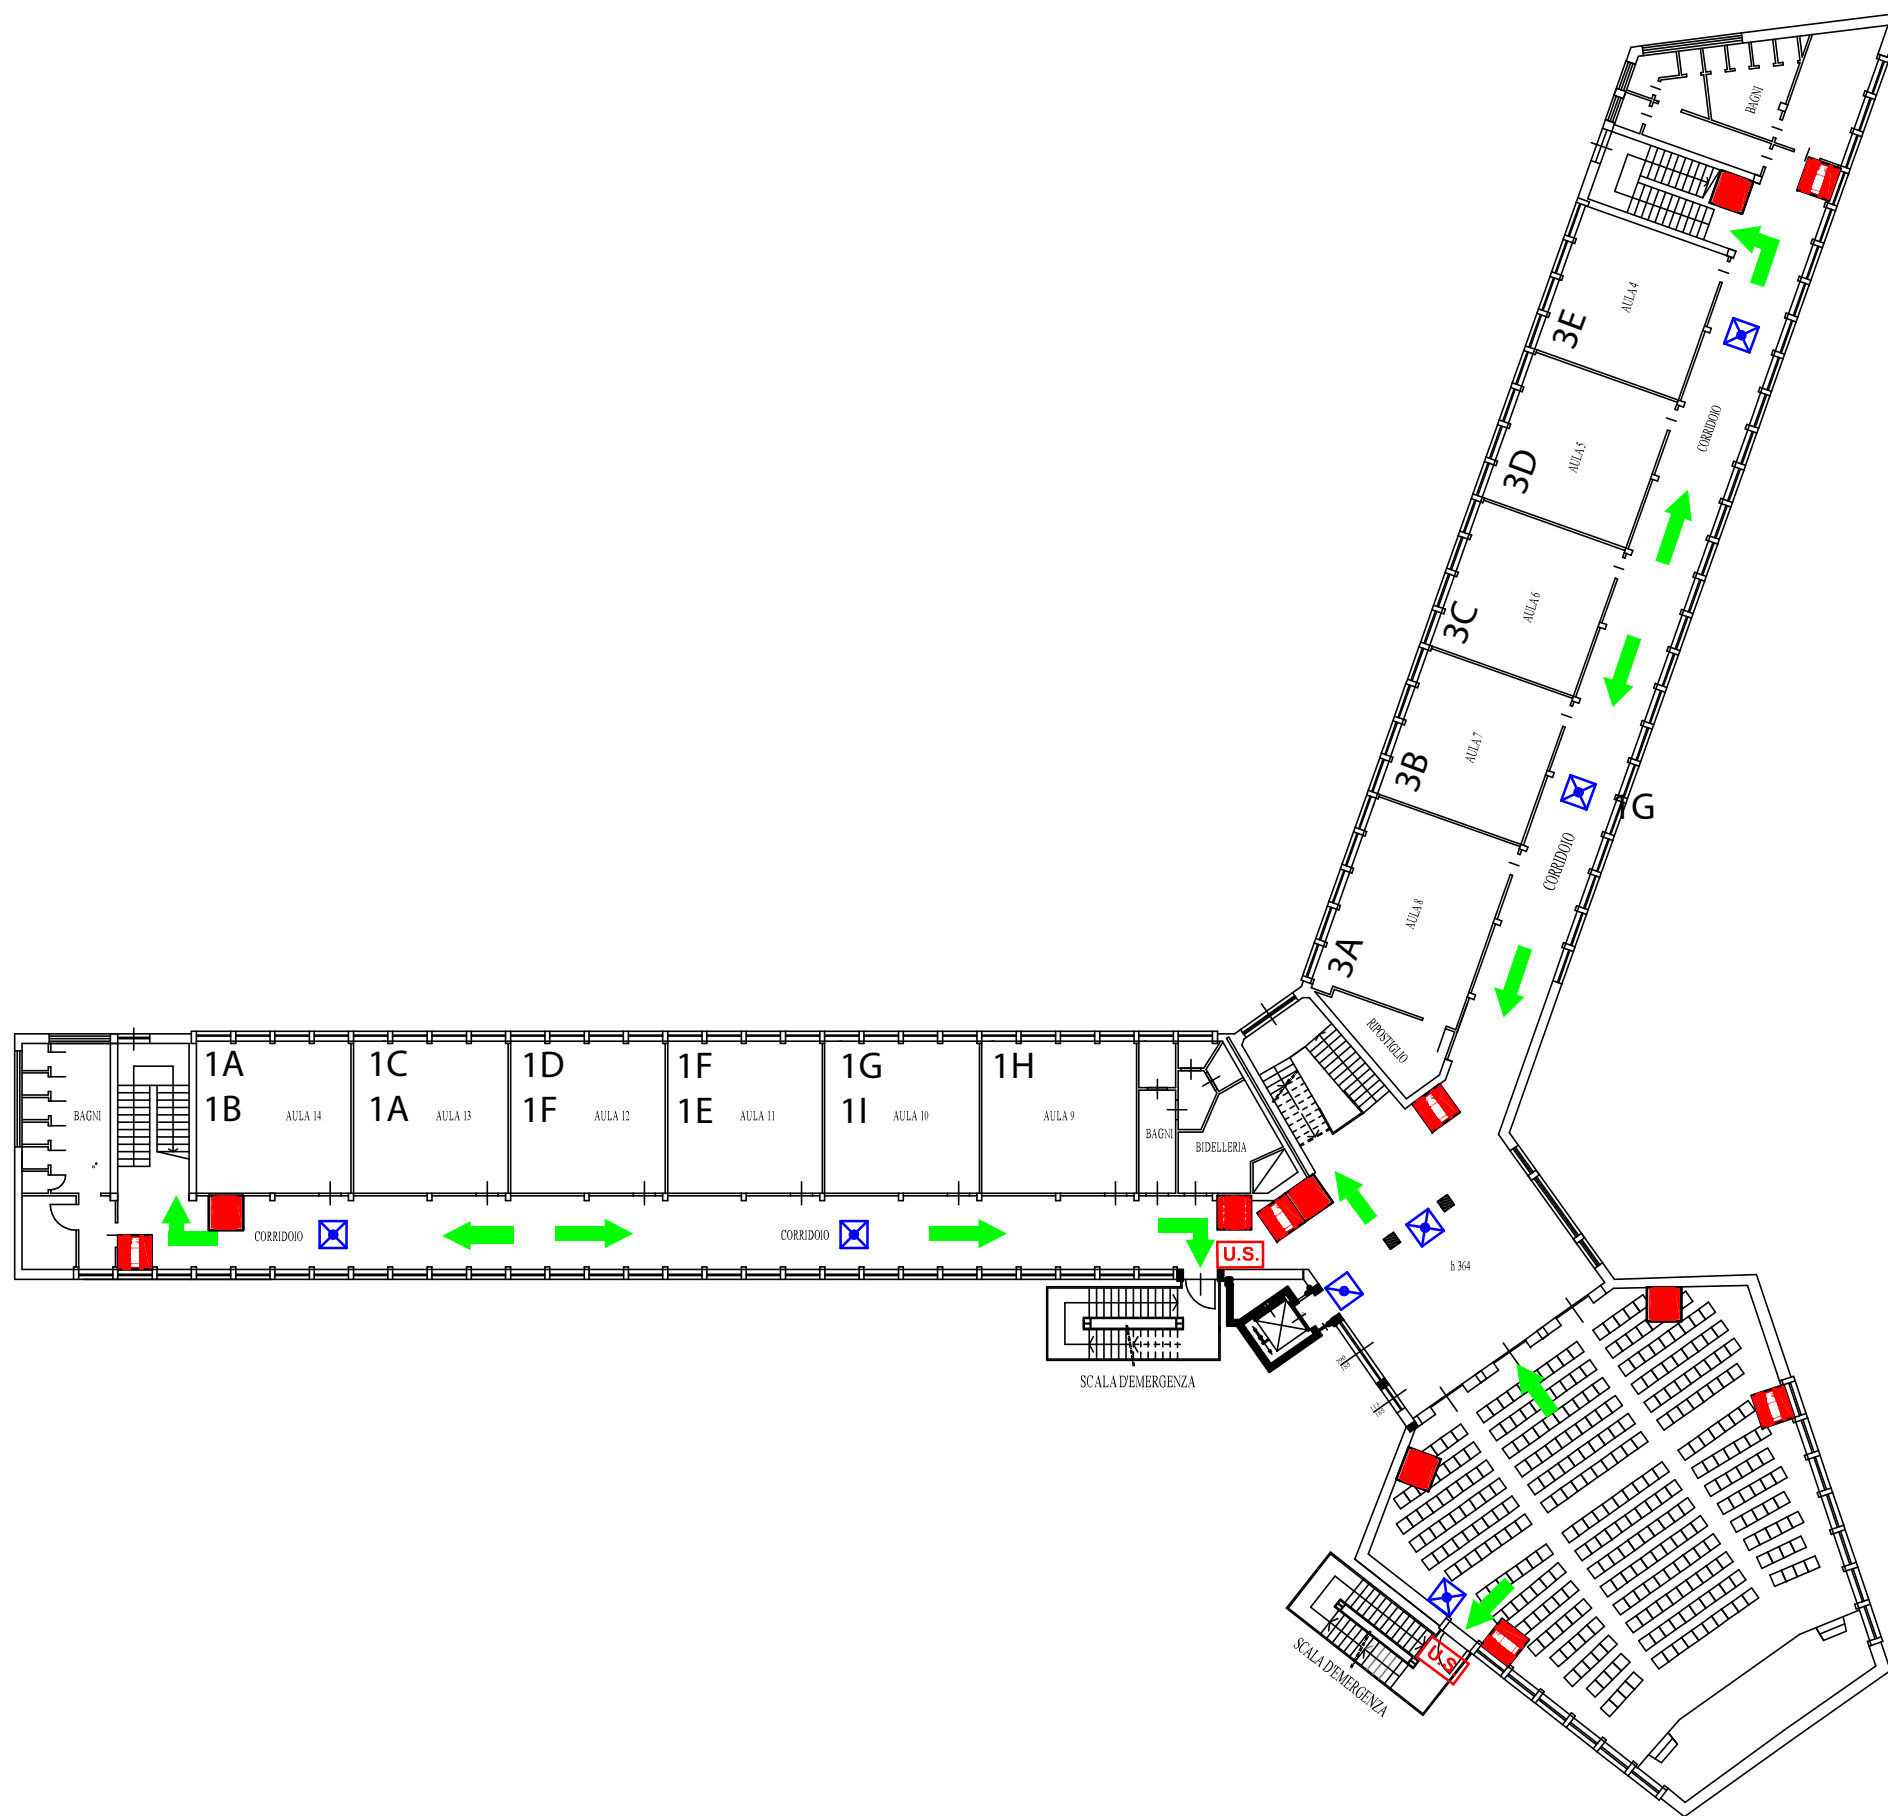 BAGNI
AULA 4
3E
CORRIDOIO
AULA 5
3D
AULA 6
3C
AULA 7
3B
1G
CORRIDOIO
AULA 8
3A
RIPOSTIGLIO
1A
1B
AULA 14
1C
1A
AULA 13
1D
1F
AULA 12
1F
1E
AULA 11
1G
1I
AULA 10
1H
AULA 9
BAGNI
BAGNI
BIDELLERIA
CORRIDOIO
CORRIDOIO
U.S.
h 364
SCALA D'EMERGENZA
U.S
SCALA D'EMERGENZA